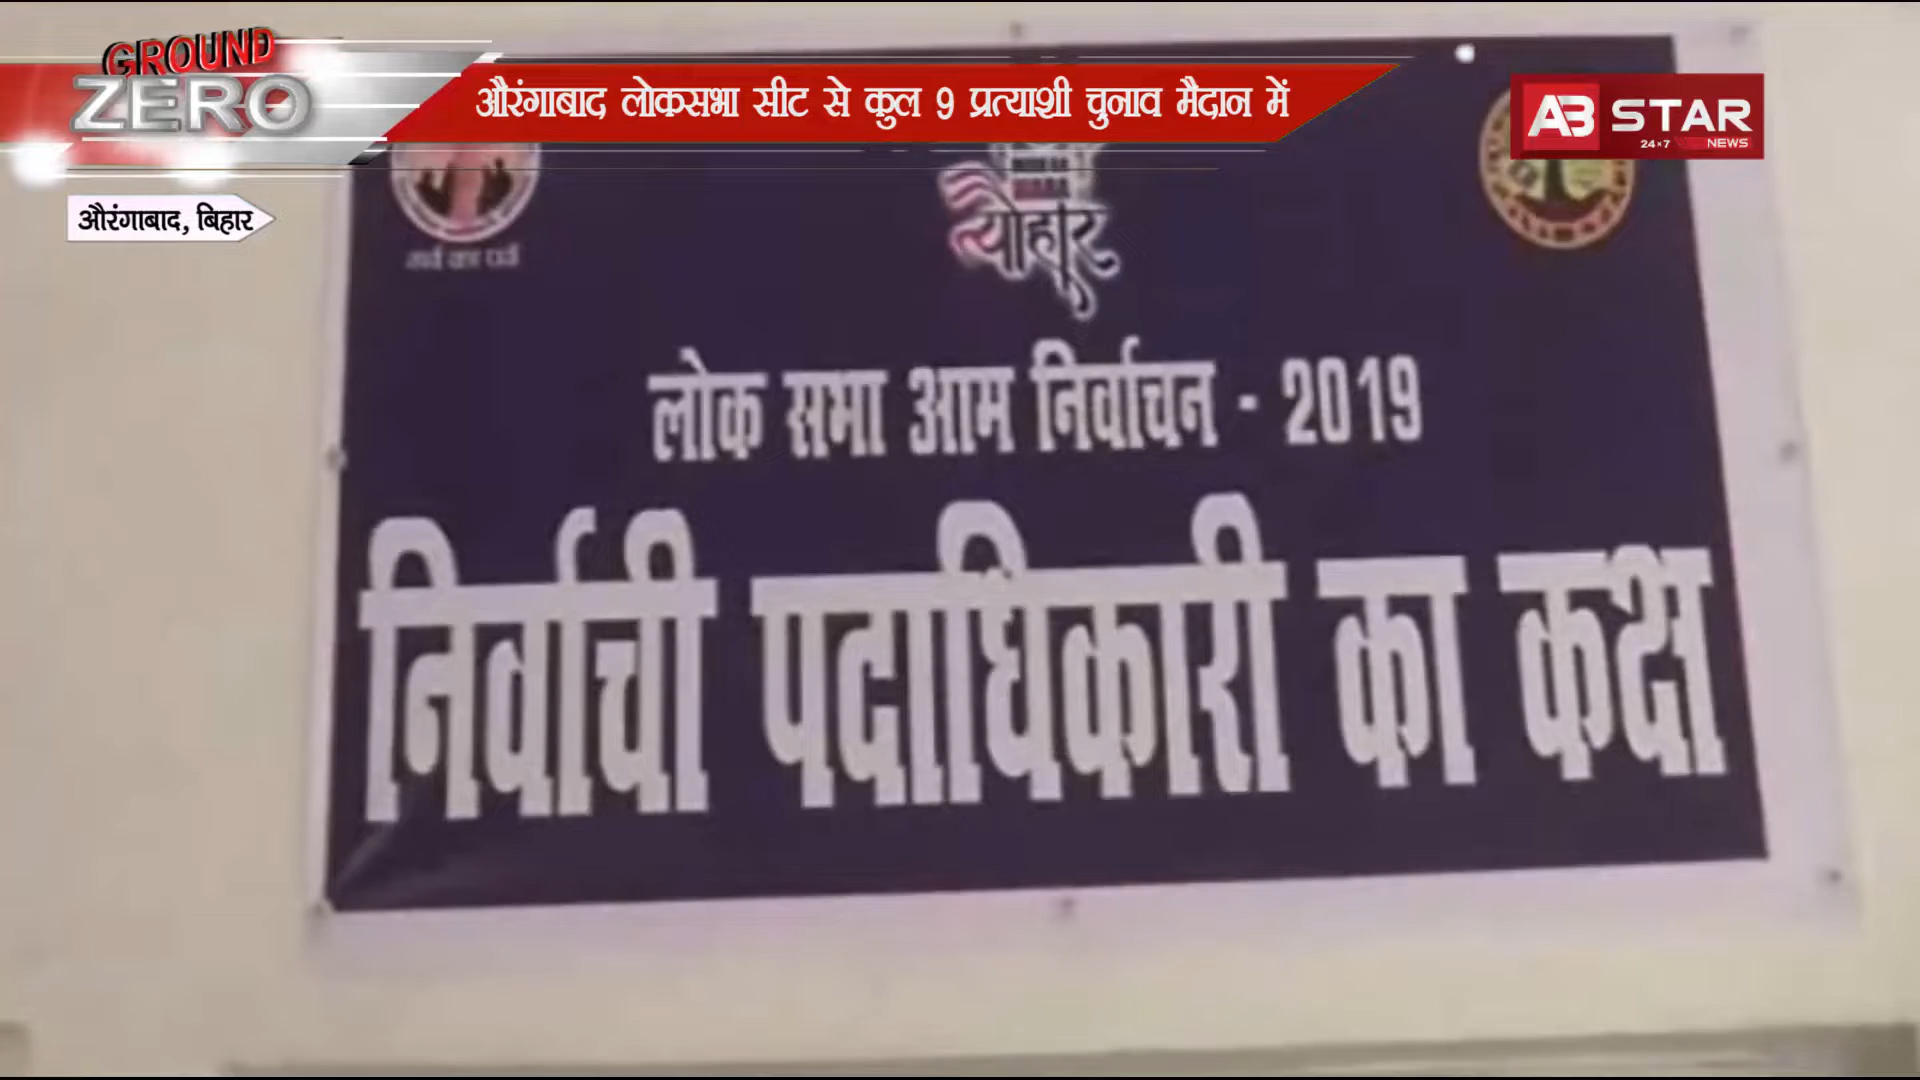 GROUND
ZERO
औरंगाबाद लोकसभा सीट से कुल 9 प्रत्याशी चुनाव मैदान में
AB STAR
24×7 NEWS
औरंगाबाद, बिहार
त्योहार
लोक सभा आम निर्वाचन - 2019
निर्वाची पदाधिकारी का कक्ष